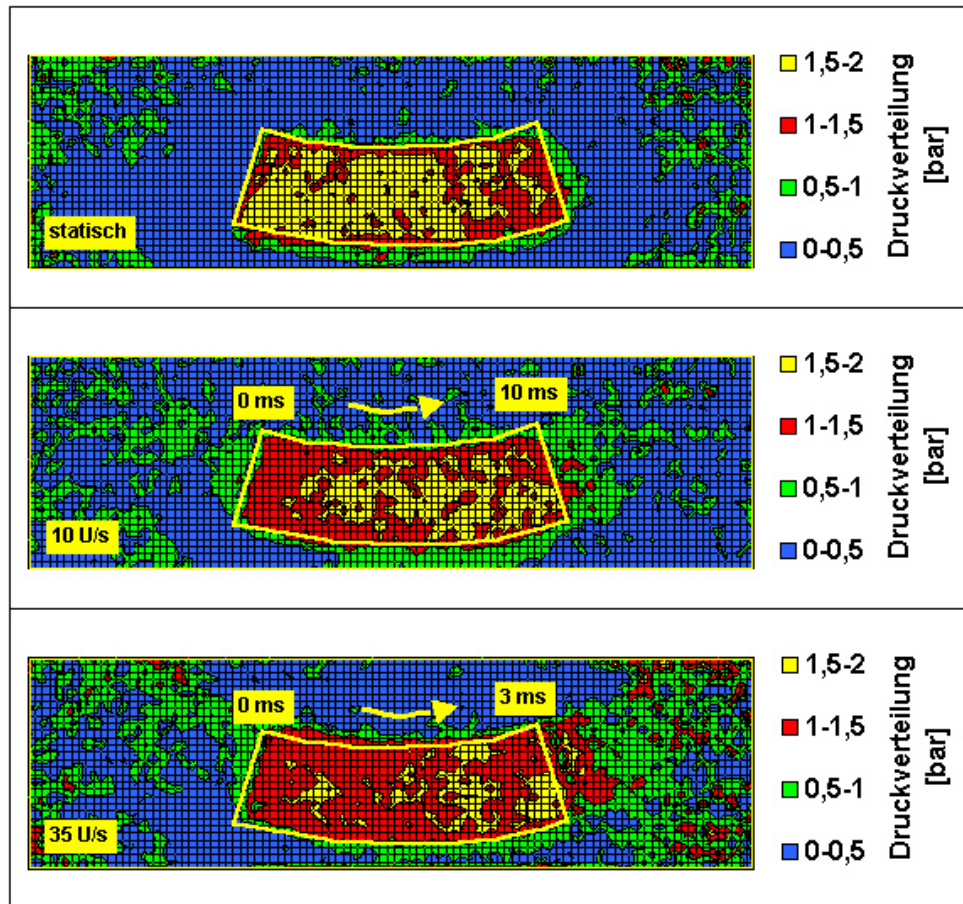 1,5-2
1-1,5
0,5-1
0-0,5
Druckverteilung
[bar]
statisch
1,5-2
1-1,5
0,5-1
0-0,5
Druckverteilung
[bar]
0 ms
10 ms
10 U/s
1,5-2
1-1,5
0,5-1
0-0,5
Druckverteilung
[bar]
0 ms
3 ms
35 U/s